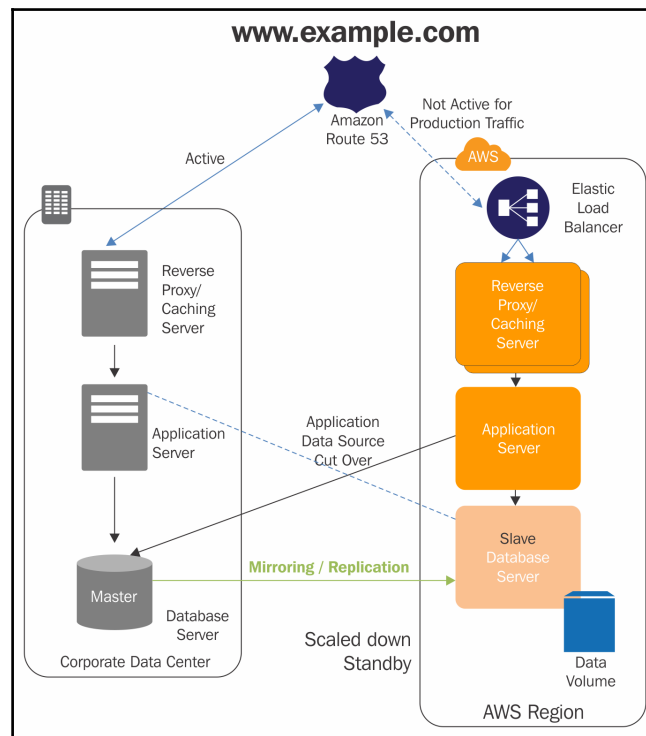 www.example.com
Amazon
Route 53
Not Active for
Production Traffic
Active
AWS
Elastic
Load
Balancer
Reverse
Proxy/
Caching
Server
Reverse
Proxy/
Caching
Server
Application
Server
Application
Data Source
Cut Over
Application
Server
Slave
Database
Server
Mirroring / Replication
Master
Database
Server
Corporate Data Center
Scaled down
Standby
Data
Volume
AWS Region